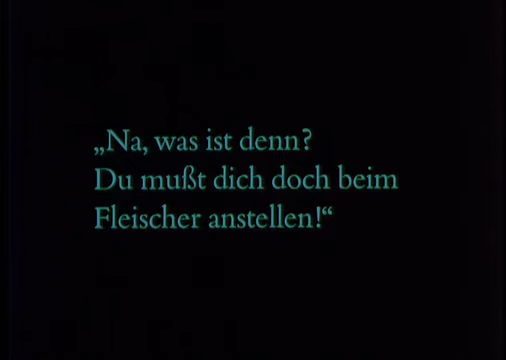 „Na, was ist denn?
Du mußt dich doch beim
Fleischer anstellen!“